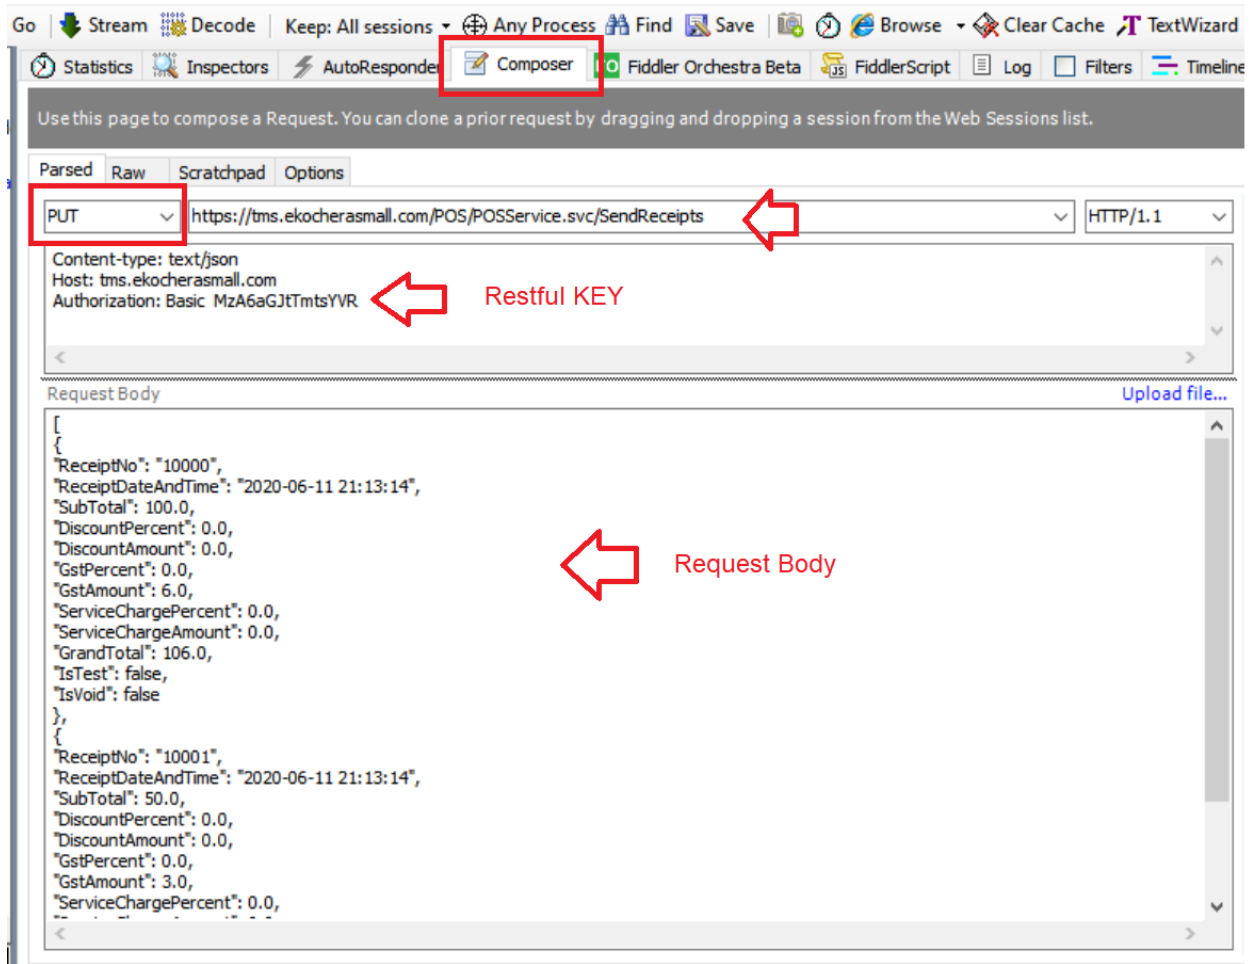 Go Stream Decode Keep: All sessions Any Process Find Save Browse Clear Cache TextWizard
Statistics Inspectors AutoResponder Composer Fiddler Orchestra Beta FiddlerScript Log Filters Timeline
Use this page to compose a Request. You can clone a prior request by dragging and dropping a session from the Web Sessions list.
Parsed Raw Scratchpad Options
PUT https://tms.ekocherasmall.com/POS/POSService.svc/SendReceipts HTTP/1.1
Content-type: text/json
Host: tms.ekocherasmall.com
Authorization: Basic MzA6aGJtTmtsYVR
Restful KEY
Request Body Upload file...
[
{
"ReceiptNo": "10000",
"ReceiptDateAndTime": "2020-06-11 21:13:14",
"SubTotal": 100.0,
"DiscountPercent": 0.0,
"DiscountAmount": 0.0,
"GstPercent": 0.0,
"GstAmount": 6.0,
"ServiceChargePercent": 0.0,
"ServiceChargeAmount": 0.0,
"GrandTotal": 106.0,
"IsTest": false,
"IsVoid": false
},
{
"ReceiptNo": "10001",
"ReceiptDateAndTime": "2020-06-11 21:13:14",
"SubTotal": 50.0,
"DiscountPercent": 0.0,
"DiscountAmount": 0.0,
"GstPercent": 0.0,
"GstAmount": 3.0,
"ServiceChargePercent": 0.0,
Request Body